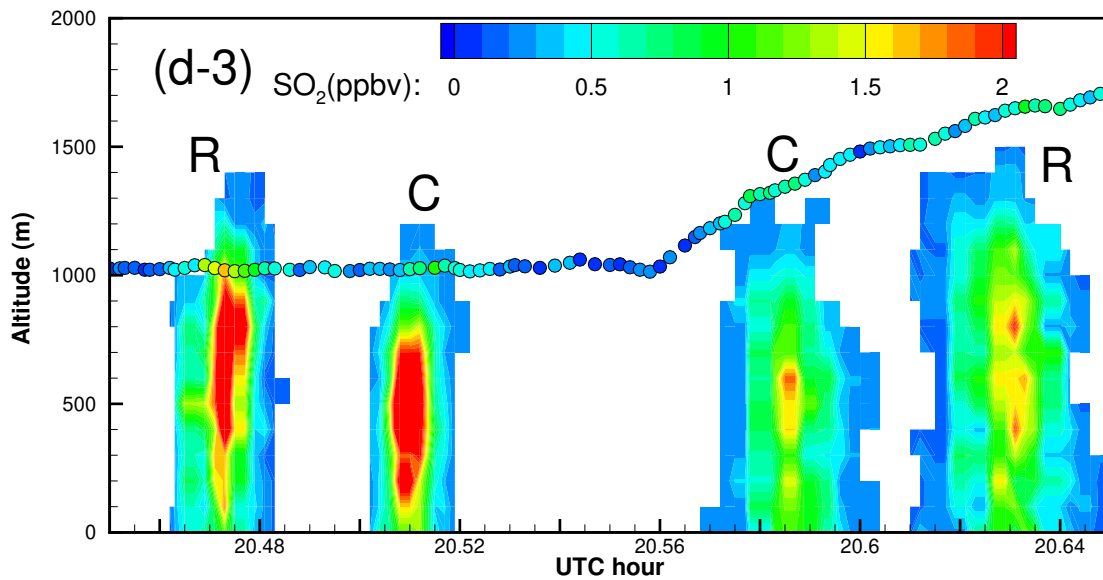 2000
(d-3)
SO2(ppbv): 0 0.5 1 1.5 2
1500
R
C
C
R
Altitude (m)
1000
500
0
20.48 20.52 20.56 20.6 20.64
UTC hour